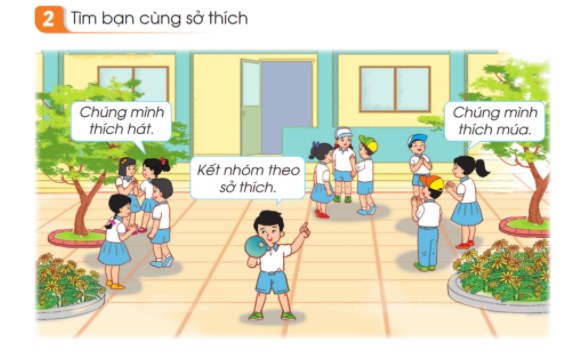 2 Tìm bạn cùng sở thích
Chúng mình
thích hát.
Kết nhóm theo
sở thích.
Chúng mình
thích múa.